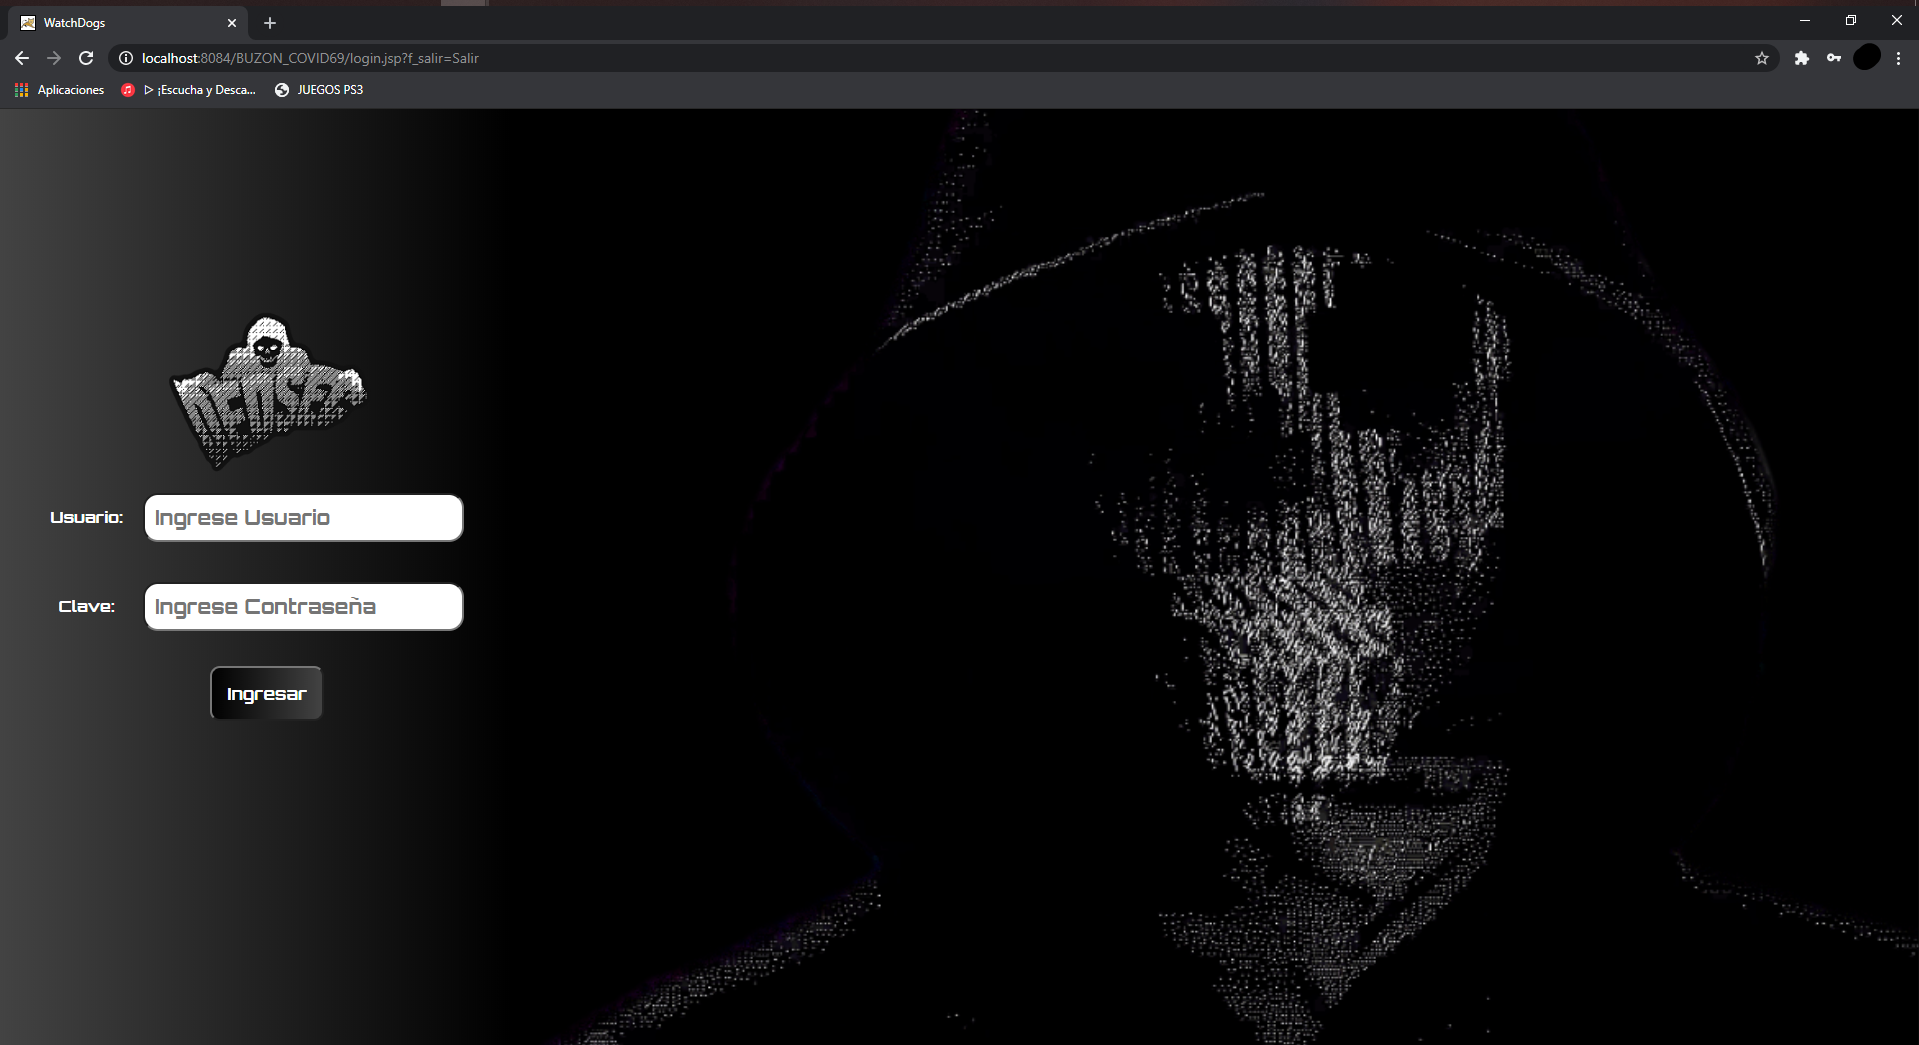 WatchDogs
localhost:8084/BUZON_COVID69/login.jsp?f_salir=Salir
Aplicaciones
▷ ¡Escucha y Desca...
JUEGOS PS3
DEDSEC
Usuario:
Ingrese Usuario
Clave:
Ingrese Contraseña
Ingresar